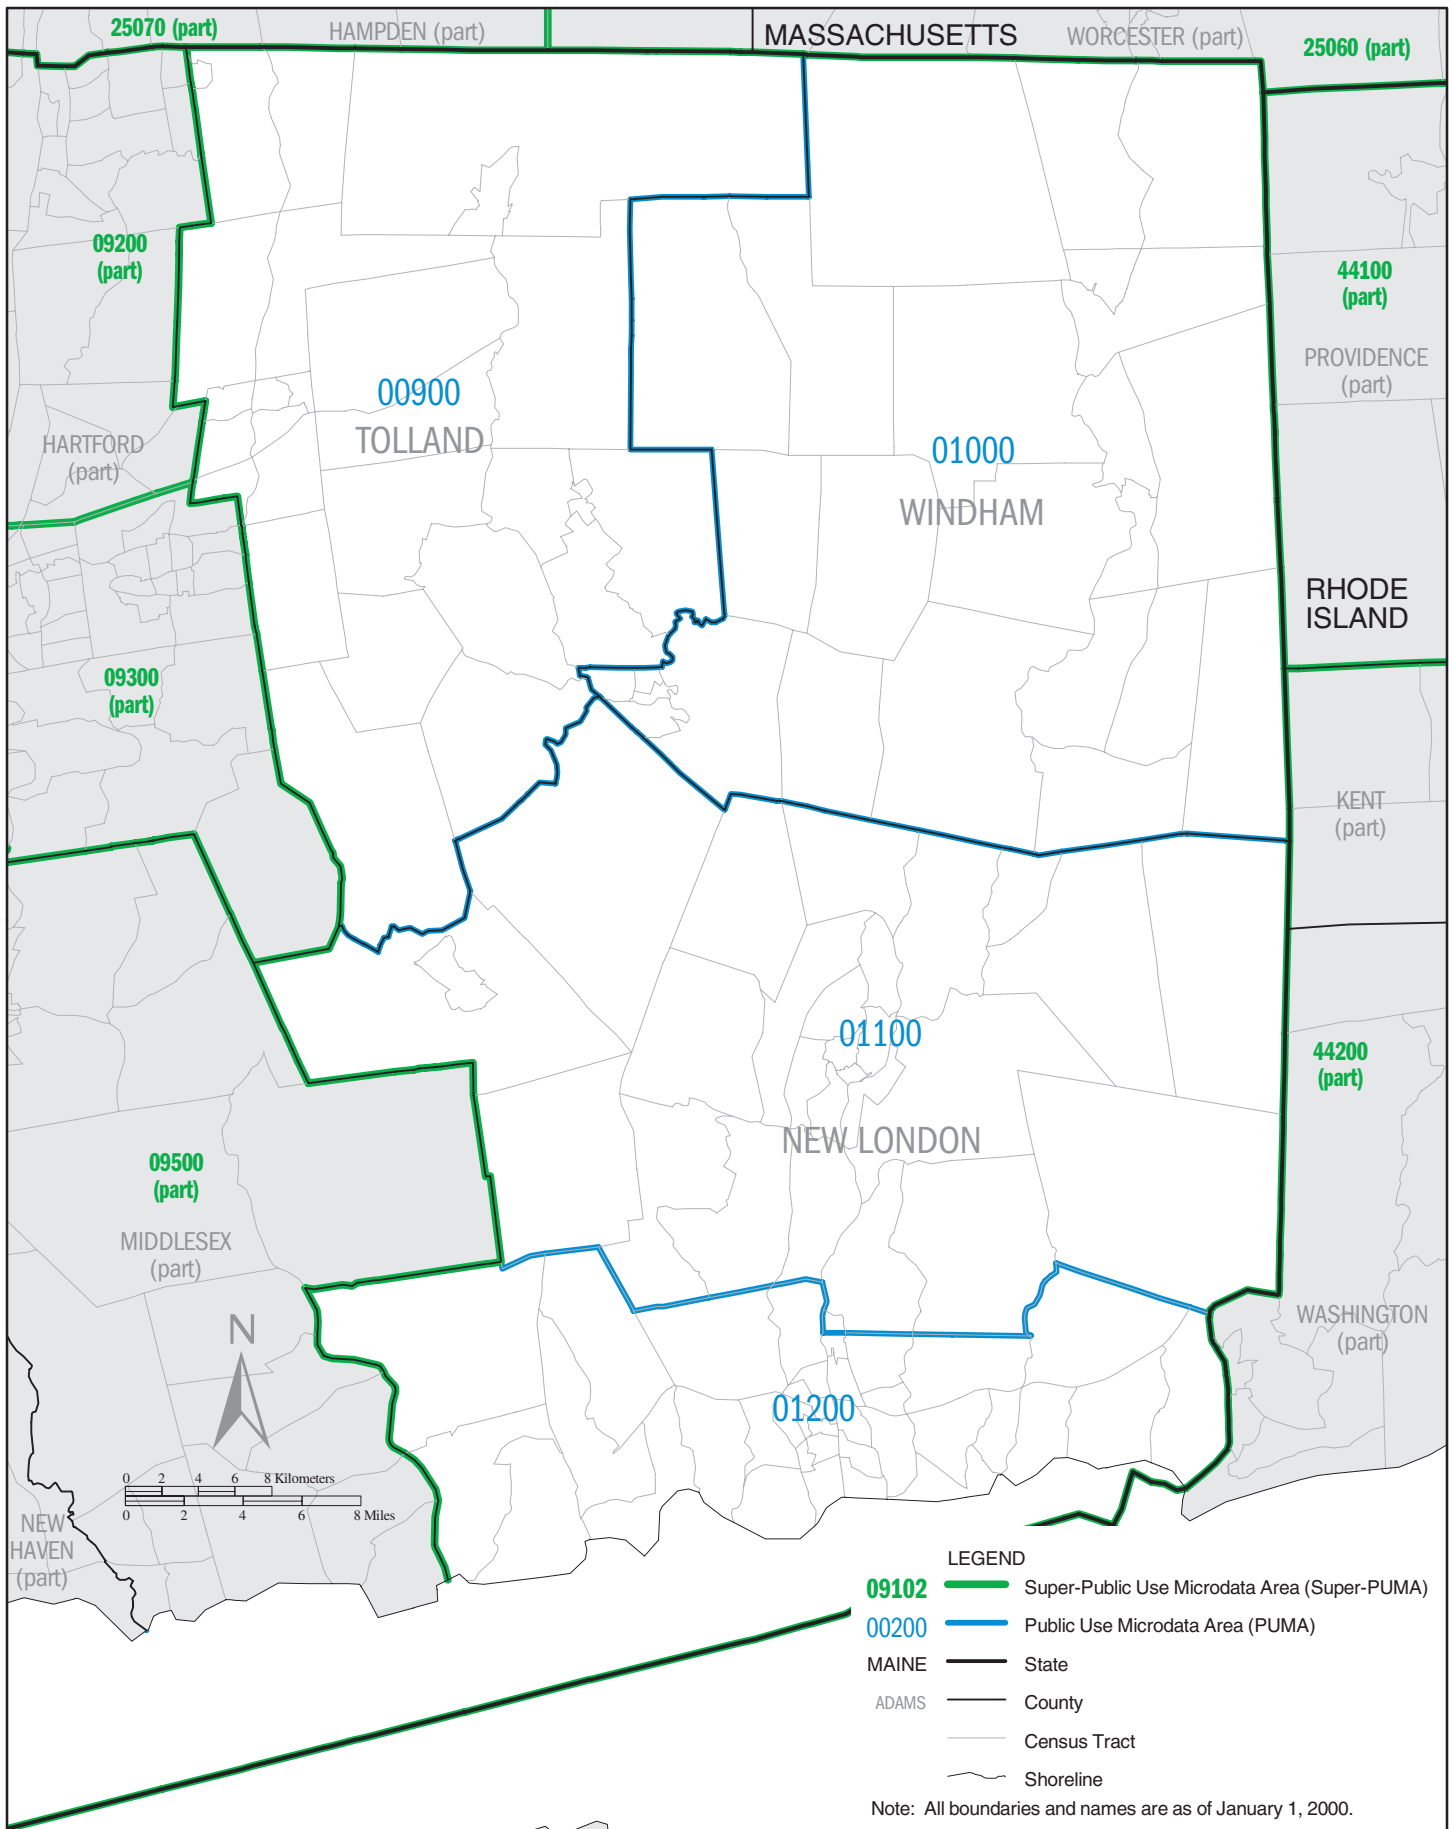 25070 (part)
HAMPDEN (part)
MASSACHUSETTS
WORCESTER (part)
25060 (part)
09200
(part)
44100
(part)
PROVIDENCE
(part)
00900
TOLLAND
HARTFORD
(part)
01000
WINDHAM
RHODE
ISLAND
09300
(part)
KENT
(part)
01100
44200
(part)
NEW LONDON
09500
(part)
MIDDLESEX
(part)
WASHINGTON
(part)
N
01200
0 2 4 6 8 Kilometers
0 2 4 6 8 Miles
NEW
HAVEN
(part)
LEGEND
09102 Super-Public Use Microdata Area (Super-PUMA)
00200 Public Use Microdata Area (PUMA)
MAINE State
ADAMS County
Census Tract
Shoreline
Note: All boundaries and names are as of January 1, 2000.